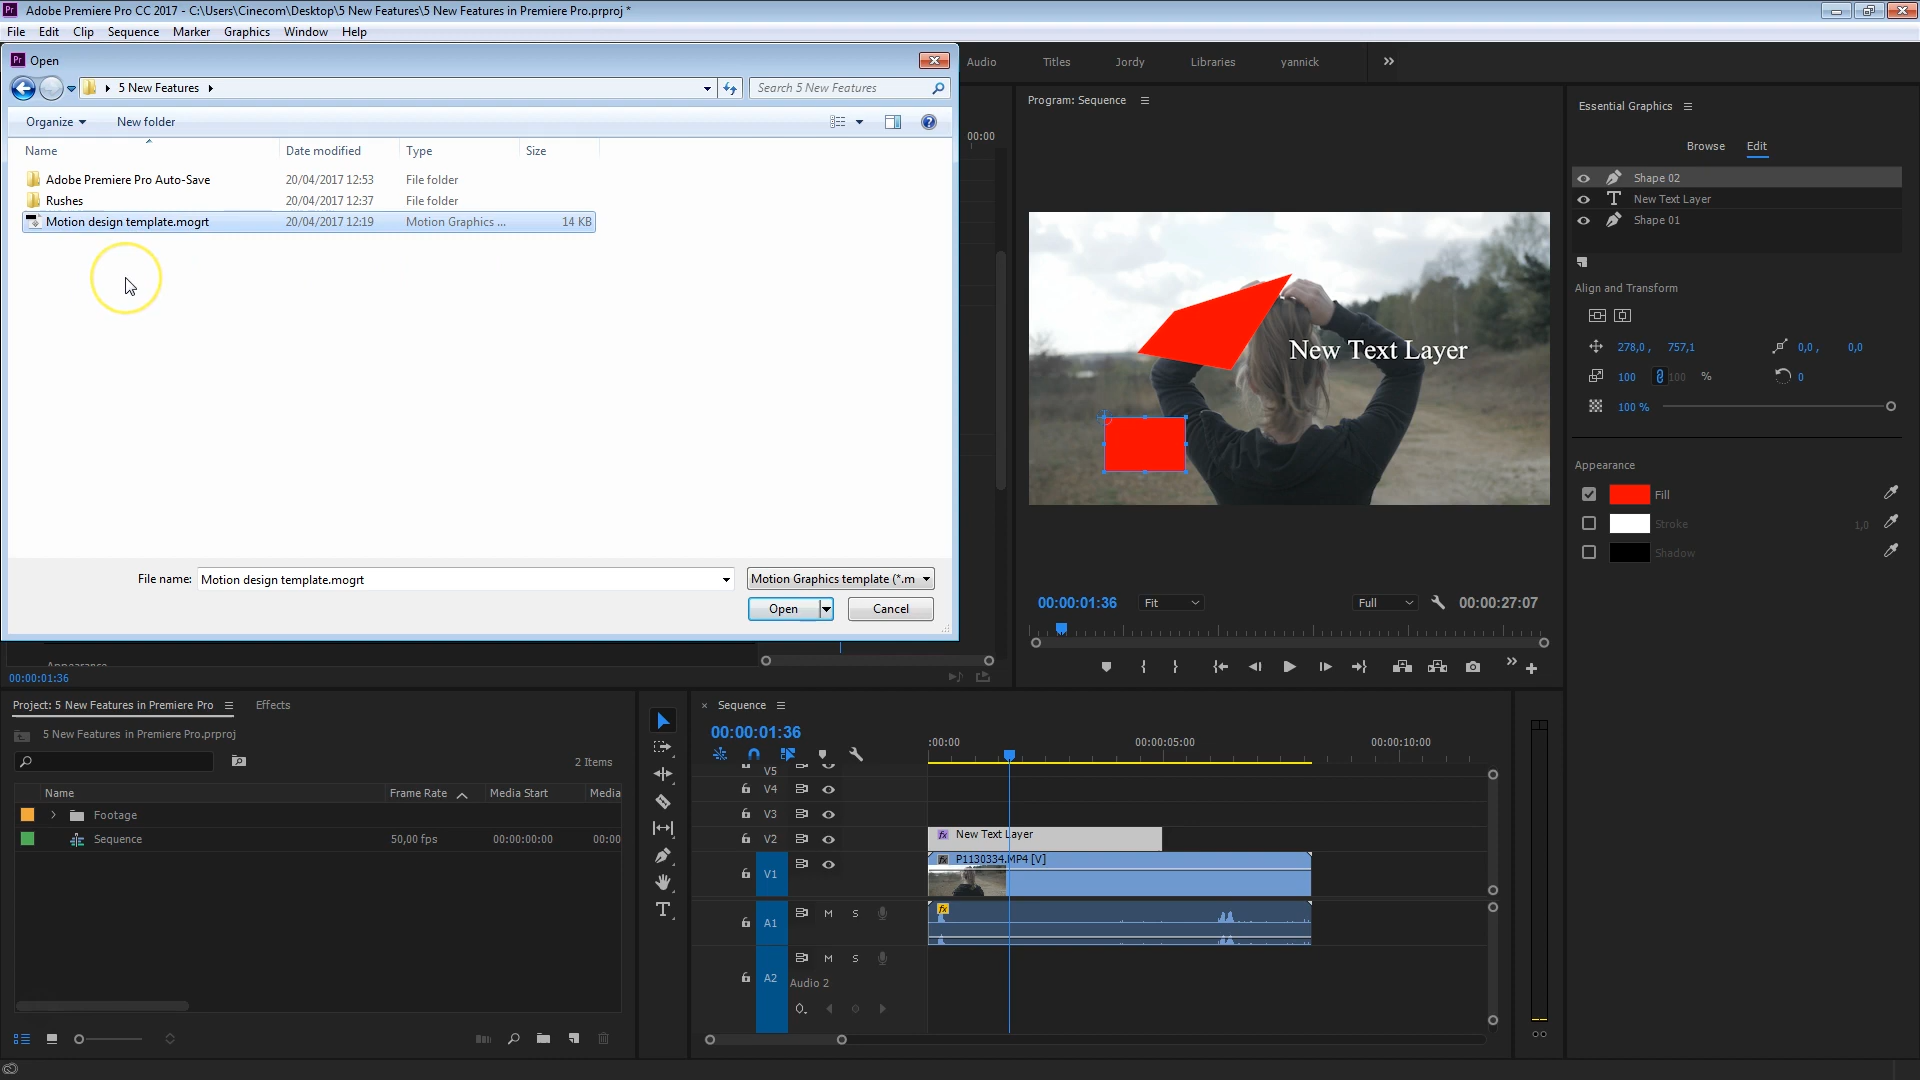 Adobe Premiere Pro CC 2017 - C:\Users\Cinecom\Desktop\5 New Features\5 New Features in Premiere Pro.prproj *
File Edit Clip Sequence Marker Graphics Window Help
Open
5 New Features
Search 5 New Features
Organize
New folder
Name Date modified Type Size
Adobe Premiere Pro Auto-Save 20/04/2017 12:53 File folder
Rushes 20/04/2017 12:37 File folder
Motion design template.mogrt 20/04/2017 12:19 Motion Graphics ... 14 KB
File name: Motion design template.mogrt
Motion Graphics template (*.m
Open
Cancel
Audio Titles Jordy Libraries yannick
00:00
Program: Sequence
New Text Layer
00:00:01:36 Fit Full 00:00:27:07
Essential Graphics
Browse Edit
Shape 02
New Text Layer
Shape 01
Align and Transform
278,0 , 757,1 0,0 , 0,0
100 100 % 0
100 %
Appearance
Fill
Stroke 1,0
Shadow
Appearance
00:00:01:36
Project: 5 New Features in Premiere Pro
Effects
5 New Features in Premiere Pro.prproj
2 Items
Name Frame Rate Media Start Media
Footage
Sequence 50,00 fps 00:00:00:00 00:00
Sequence
00:00:01:36
:00:00 00:00:05:00 00:00:10:00
V5
V4
V3
V2 New Text Layer
V1 fx P1130334.MP4 [V]
A1 M S fx
A2 M S
Audio 2